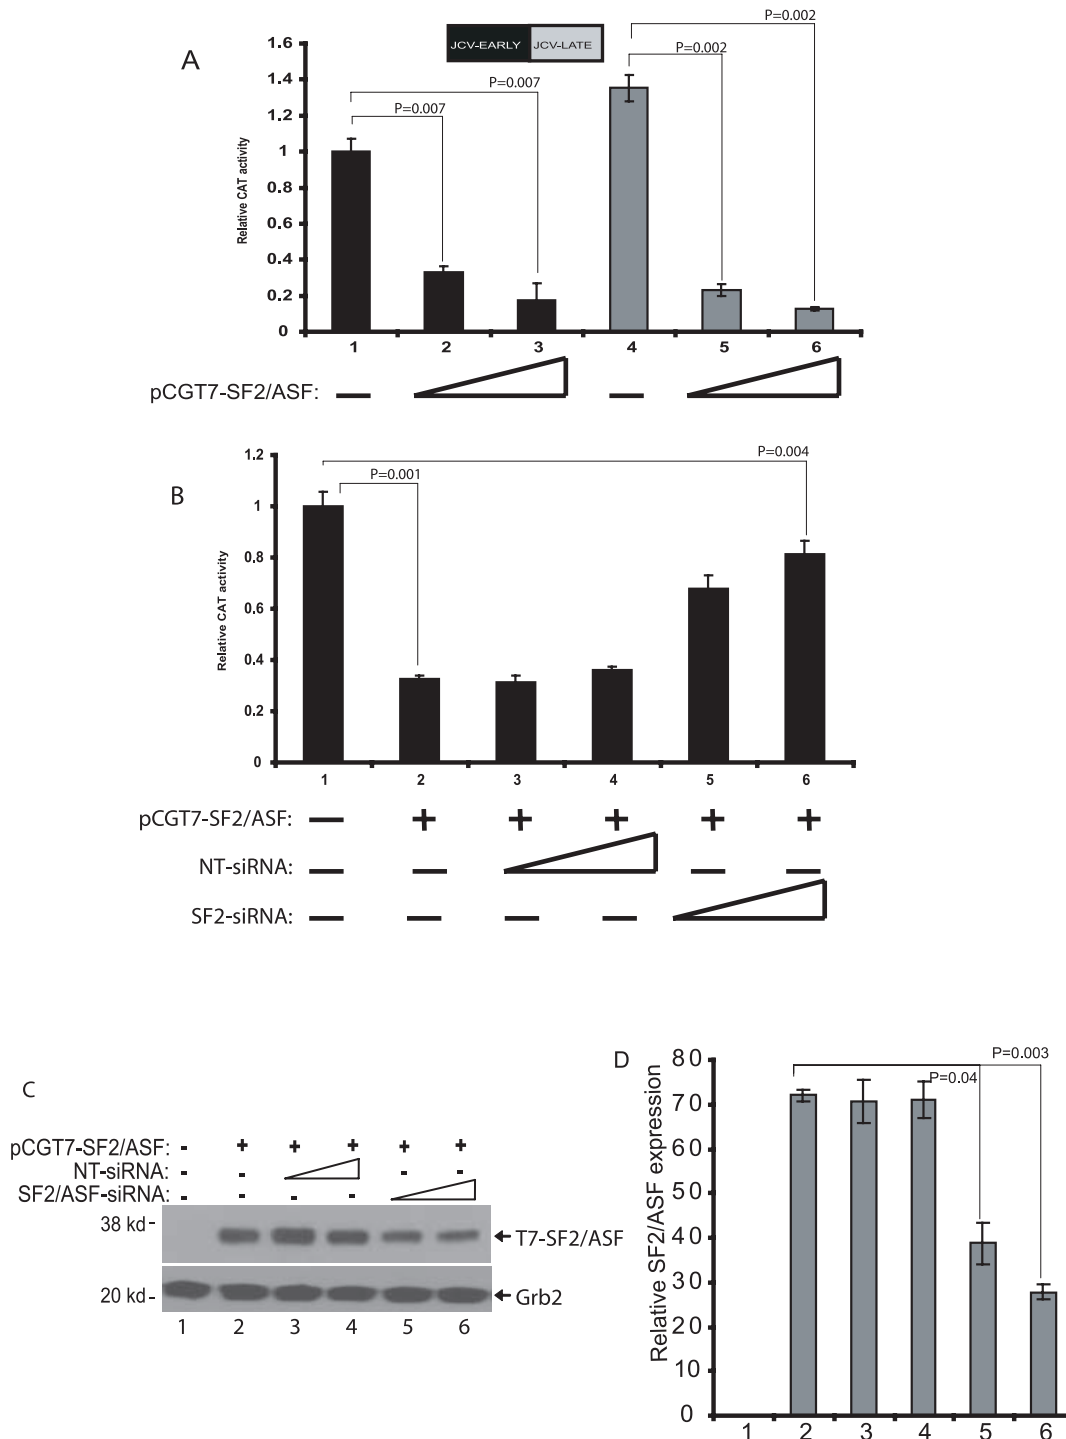 A
JCV-EARLY JCV-LATE
P=0.002
P=0.002
P=0.007
P=0.007
Relative CAT activity
1.6
1.4
1.2
1
0.8
0.6
0.4
0.2
0
1 2 3 4 5 6
pCGT7-SF2/ASF:
B
P=0.004
P=0.001
Relative CAT activity
1.2
1
0.8
0.6
0.4
0.2
0
1 2 3 4 5 6
pCGT7-SF2/ASF: — + + + + +
NT-siRNA: — — — —
SF2-siRNA: — — — —
C
pCGT7-SF2/ASF: - + + + + +
NT-siRNA: - - - -
SF2/ASF-siRNA: - - - -
38 kd -
T7-SF2/ASF
20 kD -
Grb2
1 2 3 4 5 6
D
P=0.003
P=0.04
Relative SF2/ASF expression
80
70
60
50
40
30
20
10
0
1 2 3 4 5 6